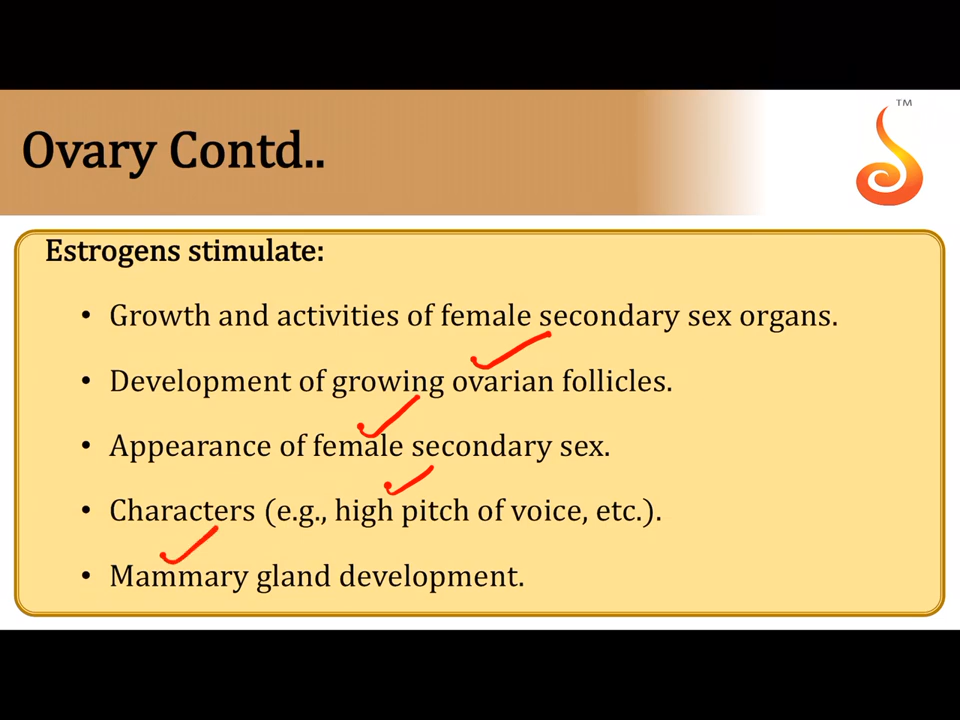 Ovary Contd..
TM
Estrogens stimulate:
• Growth and activities of female secondary sex organs.
• Development of growing ovarian follicles.
• Appearance of female secondary sex.
• Characters (e.g., high pitch of voice, etc.).
• Mammary gland development.